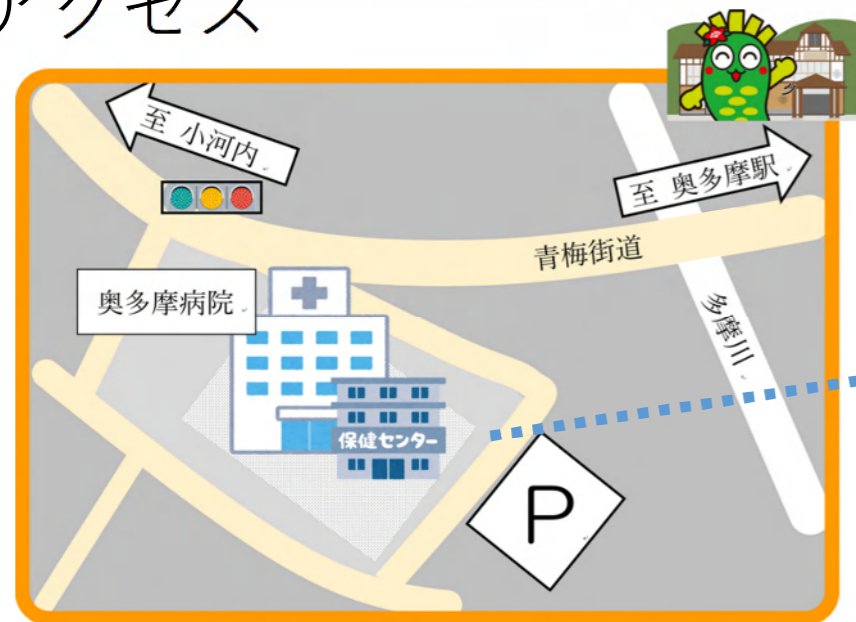 アクセス
至 小河内
至 奥多摩駅
青梅街道
奥多摩病院
多摩川
保健センター
P